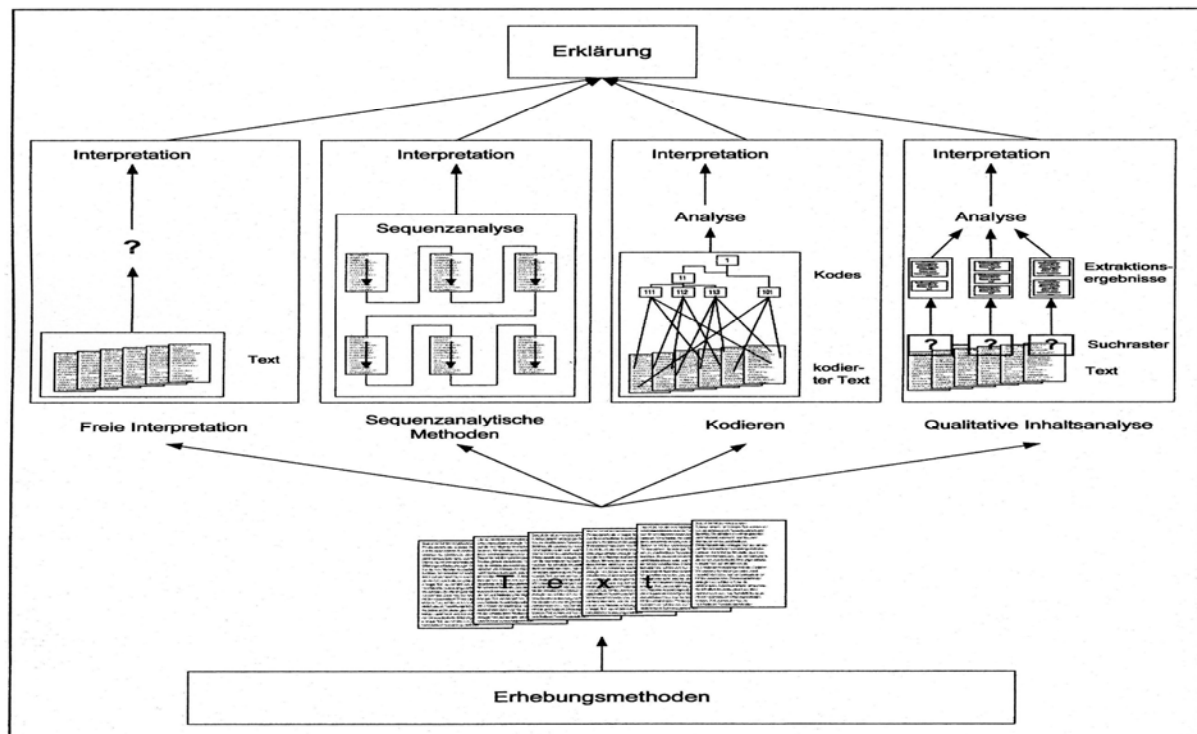 Erklärung
Interpretation
Interpretation
Interpretation
Interpretation
?
Sequenzanalyse
Analyse
Analyse
1
11
111
112
113
121
Kodes
Extraktions-
ergebnisse
? ? ?
Suchraster
Text
kodier-
ter Text
Text
Freie Interpretation
Sequenzanalytische
Methoden
Kodieren
Qualitative Inhaltsanalyse
Text
Erhebungsmethoden